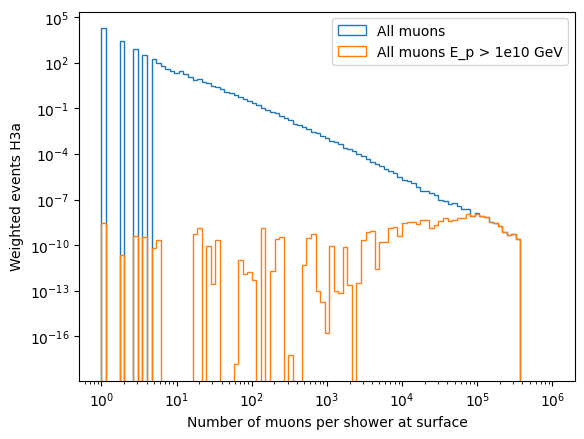 All muons
All muons E_p > 1e10 GeV
10^5
10^2
10^-1
10^-4
10^-7
10^-10
10^-13
10^-16
Weighted events H3a
10^0 10^1 10^2 10^3 10^4 10^5 10^6
Number of muons per shower at surface